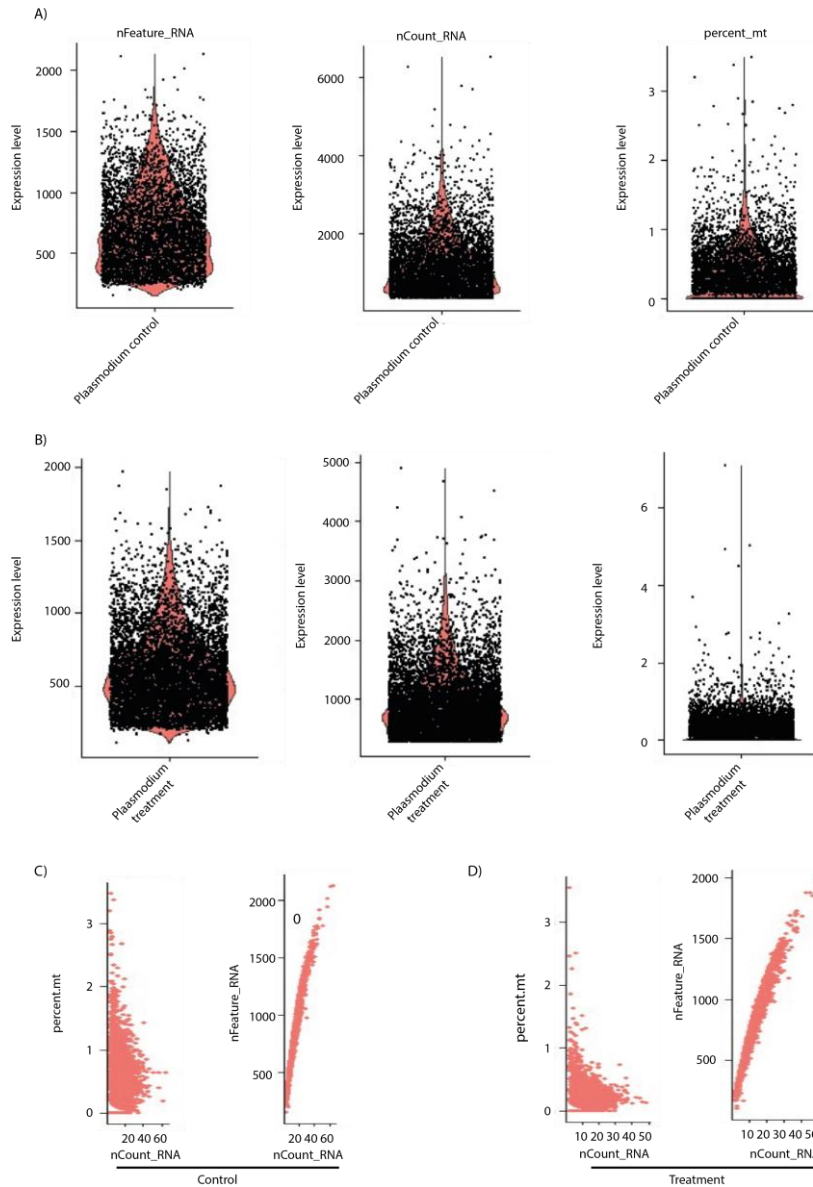 A)
nFeature_RNA
nCount_RNA
percent_mt
Expression level
2000
1500
1000
500
Plaasmodium control
Expression level
6000
4000
2000
Plaasmodium control
Expression level
3
2
1
0
Plaasmodium control
B)
Expression level
2000
1500
1000
500
Plaasmodium
treatment
Expression level
5000
4000
3000
2000
1000
Plaasmodium
treatment
Expression level
6
4
2
0
Plaasmodium
treatment
C)
percent.mt
3
2
1
0
20 40 60
nCount_RNA
nFeature_RNA
2000
1500
1000
500
0
20 40 60
nCount_RNA
Control
D)
percent.mt
3
2
1
0
10 20 30 40 50
nCount_RNA
nFeature_RNA
2000
1500
1000
500
10 20 30 40 50
nCount_RNA
Treatment